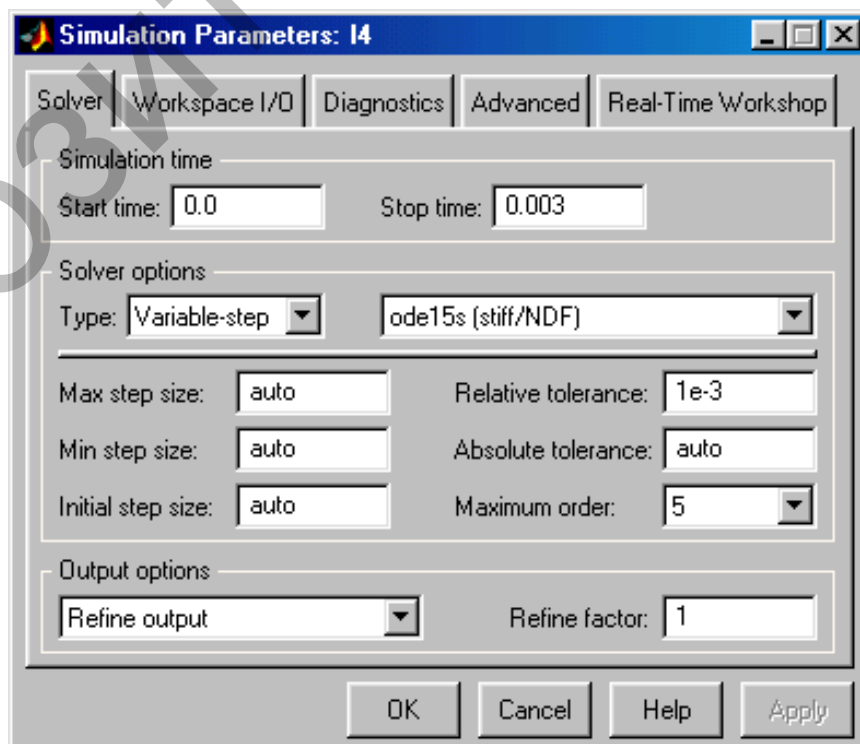 Simulation Parameters: I4
Solver Workspace I/O Diagnostics Advanced Real-Time Workshop
Simulation time
Start time: 0.0 Stop time: 0.003
Solver options
Type: Variable-step ode15s (stiff/NDF)
Max step size: auto Relative tolerance: 1e-3
Min step size: auto Absolute tolerance: auto
Initial step size: auto Maximum order: 5
Output options
Refine output Refine factor: 1
OK Cancel Help Apply